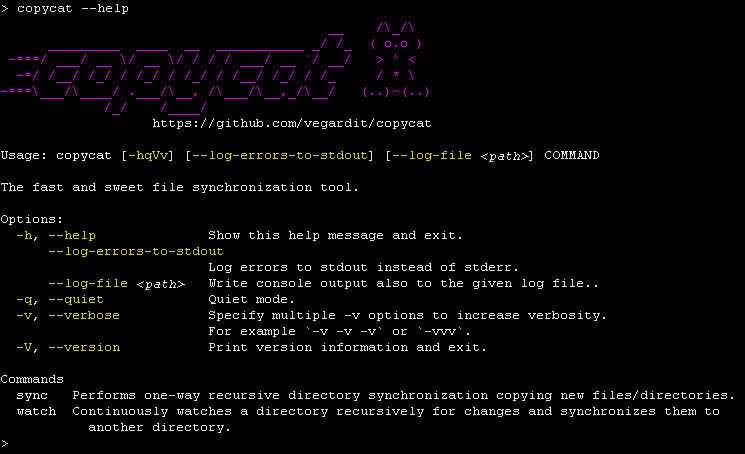 > copycat --help
copycat
https://github.com/vegardit/copycat
Usage: copycat [-hqVv] [--log-errors-to-stdout] [--log-file <path>] COMMAND
The fast and sweet file synchronization tool.
Options:
-h, --help Show this help message and exit.
--log-errors-to-stdout
Log errors to stdout instead of stderr.
--log-file <path> Write console output also to the given log file..
-q, --quiet Quiet mode.
-v, --verbose Specify multiple -v options to increase verbosity.
For example `-v -v -v` or `-vvv`.
-V, --version Print version information and exit.
Commands
sync Performs one-way recursive directory synchronization copying new files/directories.
watch Continuously watches a directory recursively for changes and synchronizes them to
another directory.
>